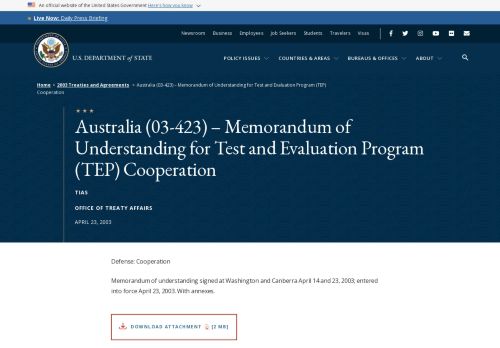 An official website of the United States Government Here's how you know
Live Now: Daily Press Briefing
Newsroom Business Employees Job Seekers Students Travelers Visas
U.S. DEPARTMENT of STATE
POLICY ISSUES COUNTRIES & AREAS BUREAUS & OFFICES ABOUT
Home > 2003 Treaties and Agreements > Australia (03-423) – Memorandum of Understanding for Test and Evaluation Program (TEP)
Cooperation
Australia (03-423) – Memorandum of
Understanding for Test and Evaluation Program
(TEP) Cooperation
TIAS
OFFICE OF TREATY AFFAIRS
APRIL 23, 2003
Defense: Cooperation
Memorandum of understanding signed at Washington and Canberra April 14 and 23, 2003; entered
into force April 23, 2003. With annexes.
DOWNLOAD ATTACHMENT [2 MB]